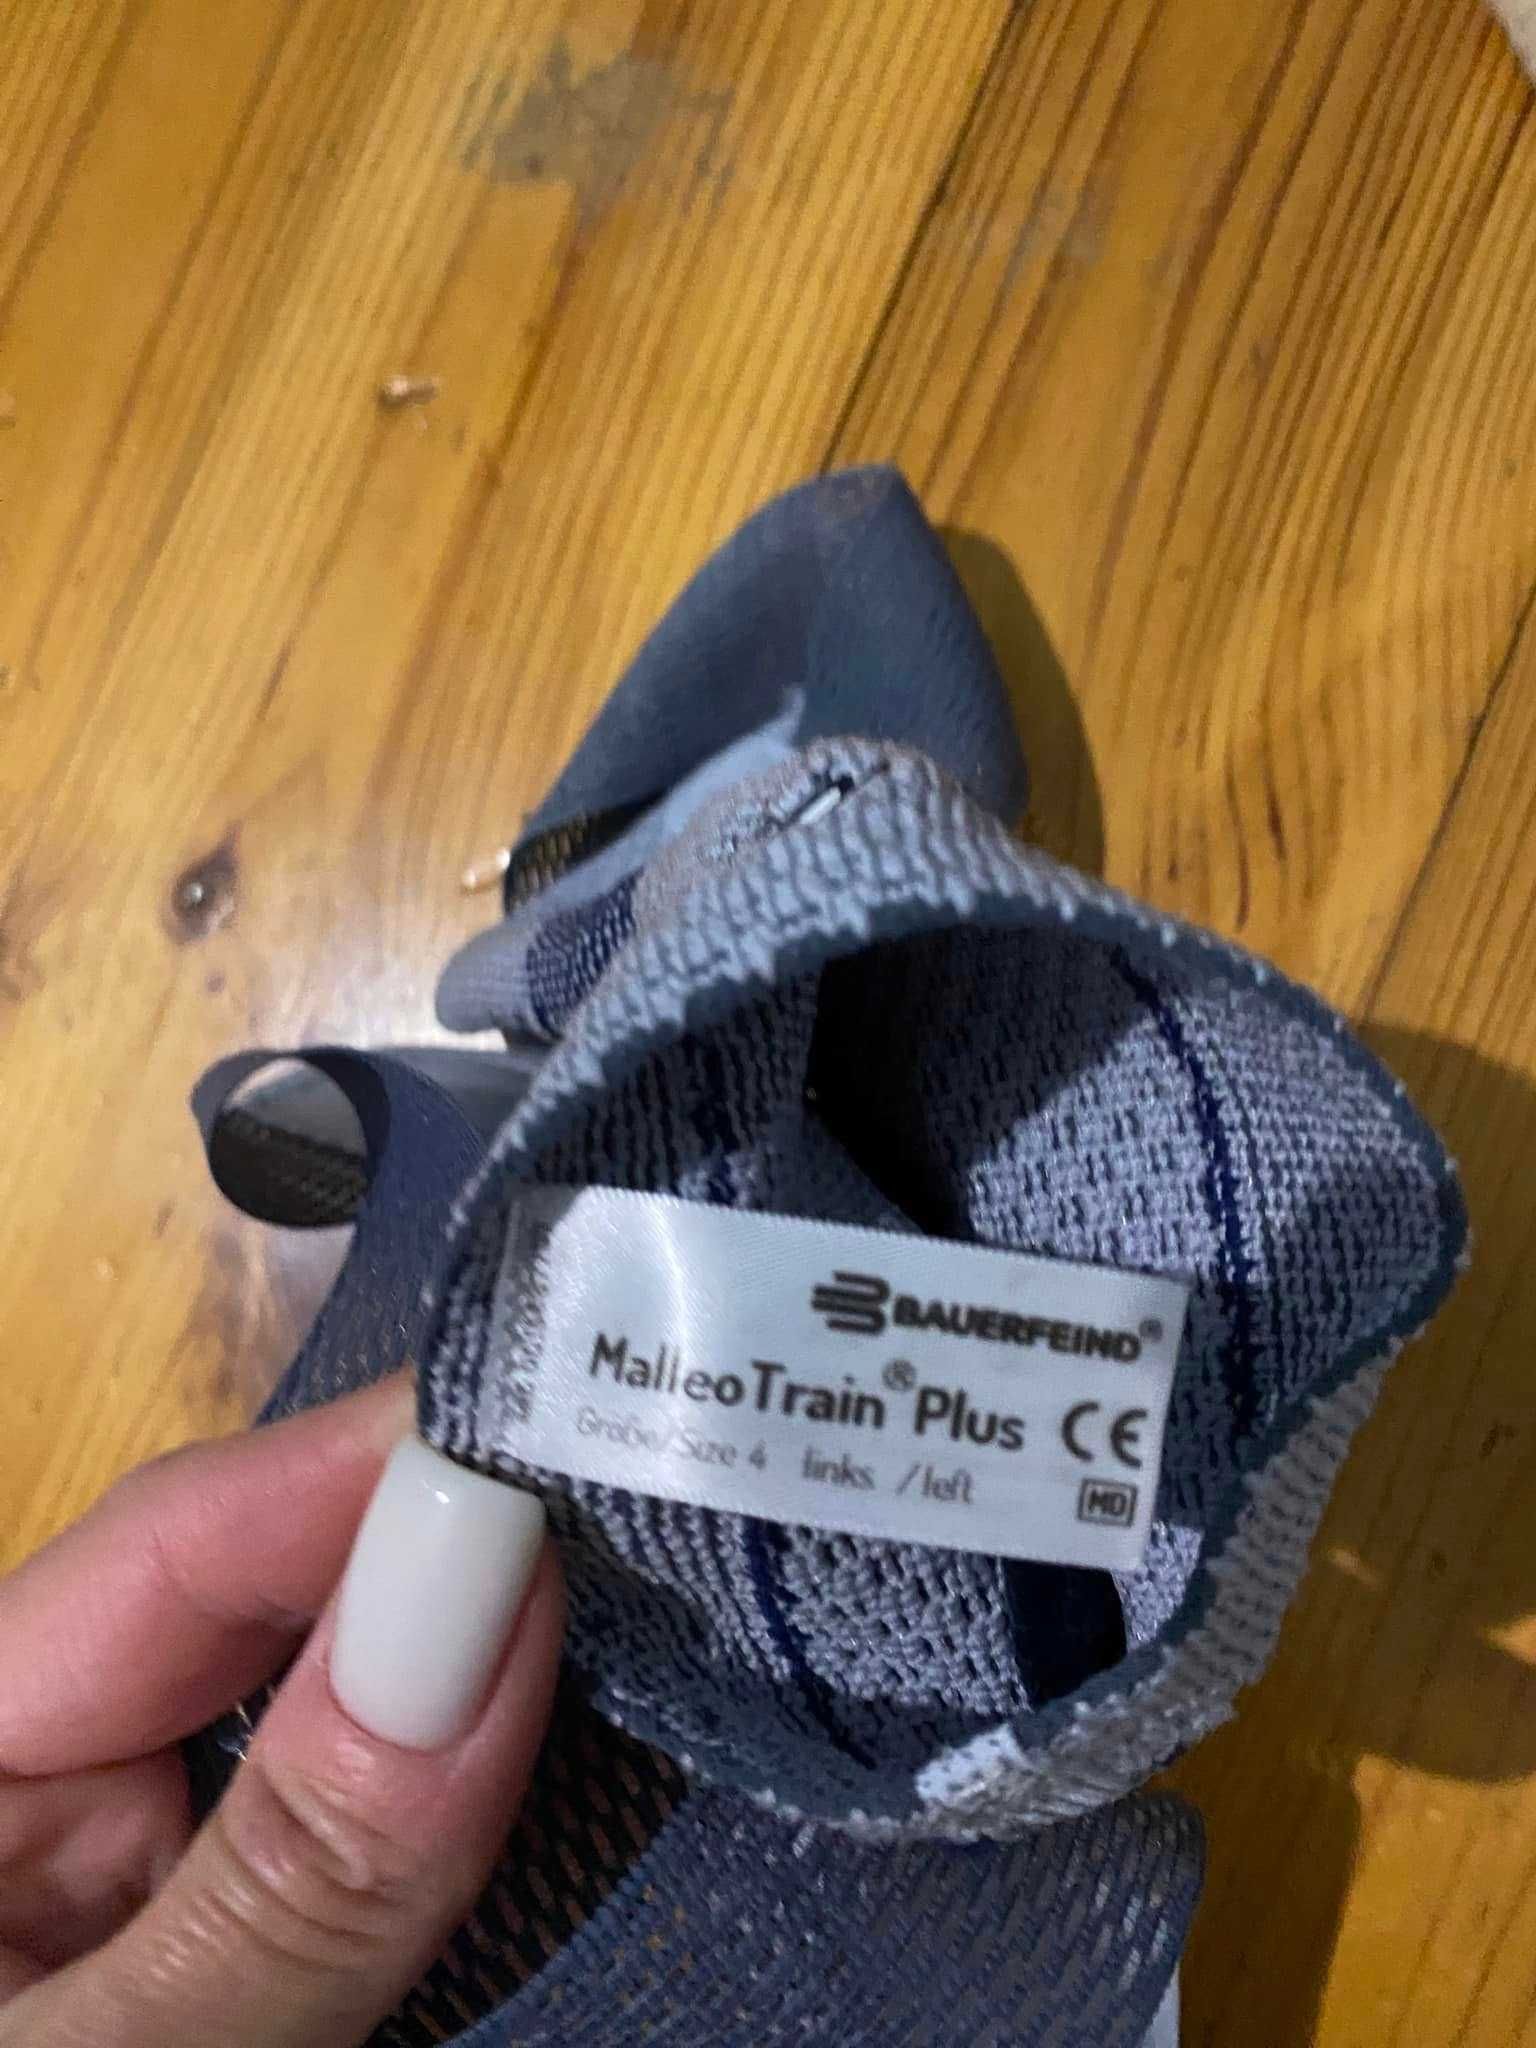 BAUERFEIND®
MalleoTrain® Plus
CE
Größe/Size 4 links /left
MD